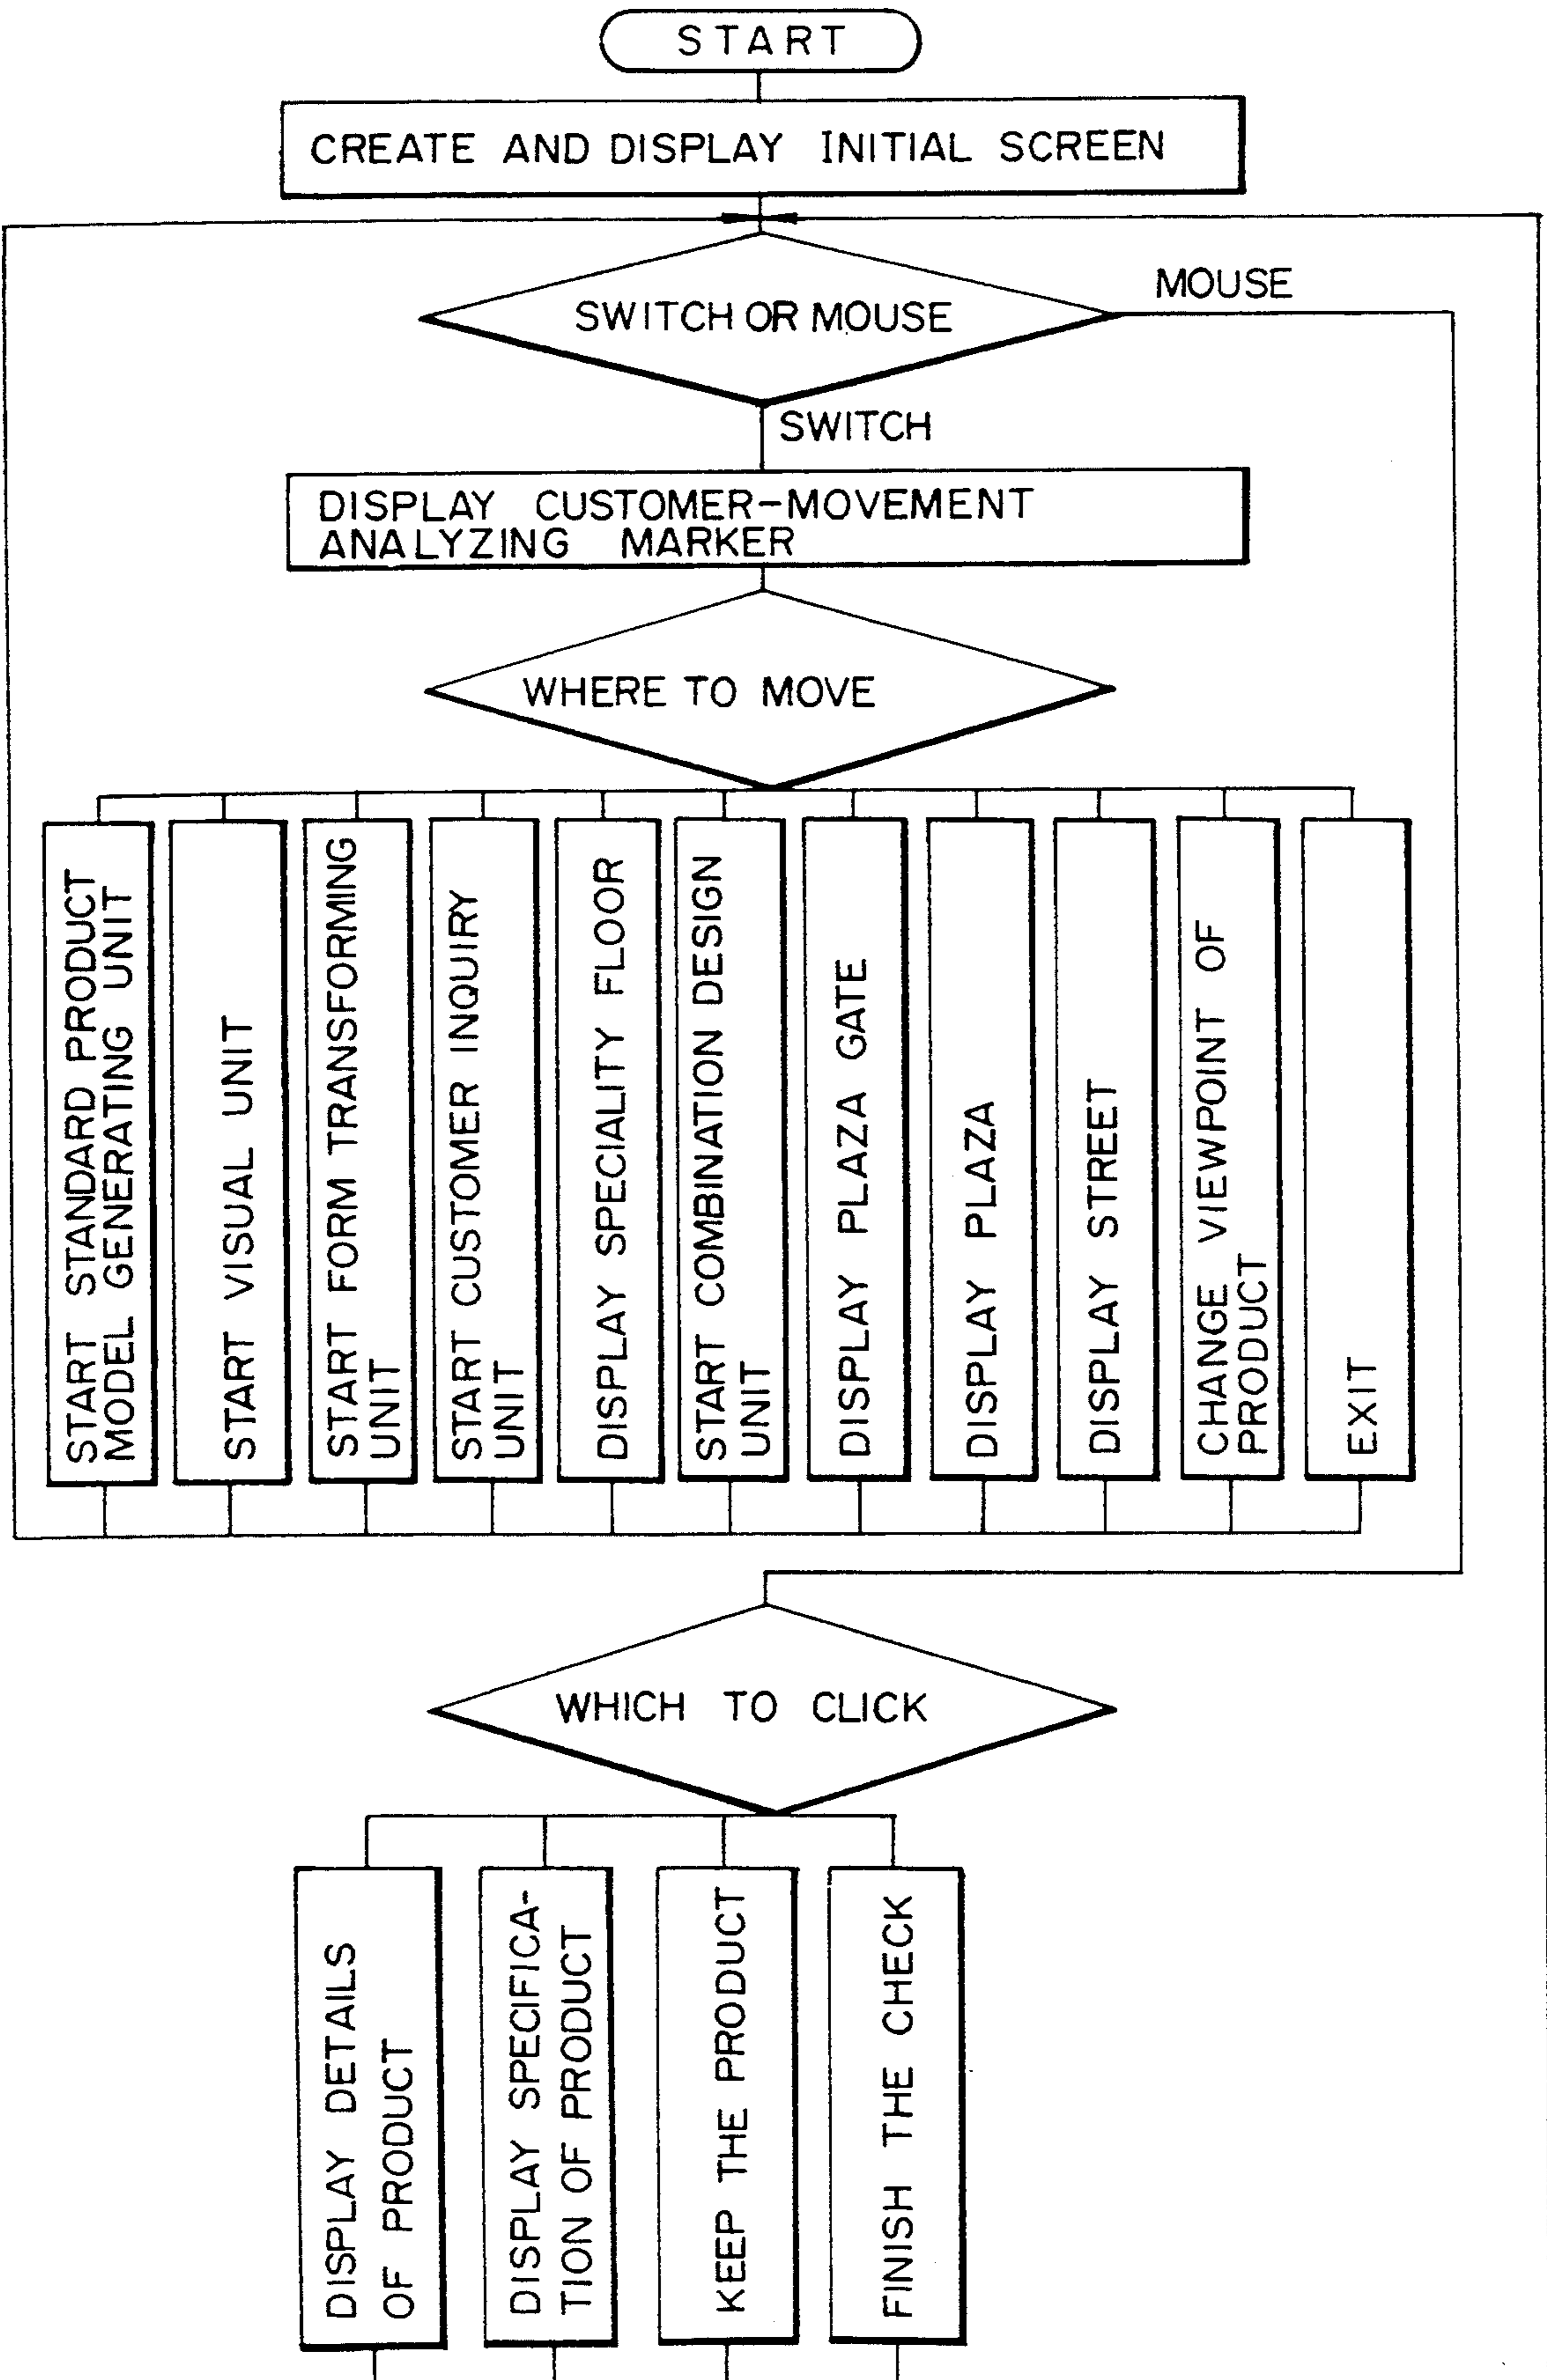 START
CREATE AND DISPLAY INITIAL SCREEN
SWITCH OR MOUSE
MOUSE
SWITCH
DISPLAY CUSTOMER-MOVEMENT
ANALYZING MARKER
WHERE TO MOVE
START STANDARD PRODUCT
MODEL GENERATING UNIT
START VISUAL UNIT
START FORM TRANSFORMING
UNIT
START CUSTOMER INQUIRY
UNIT
DISPLAY SPECIALITY FLOOR
START COMBINATION DESIGN
UNIT
DISPLAY PLAZA GATE
DISPLAY PLAZA
DISPLAY STREET
CHANGE VIEWPOINT OF
PRODUCT
EXIT
WHICH TO CLICK
DISPLAY DETAILS
OF PRODUCT
DISPLAY SPECIFICA-
TION OF PRODUCT
KEEP THE PRODUCT
FINISH THE CHECK